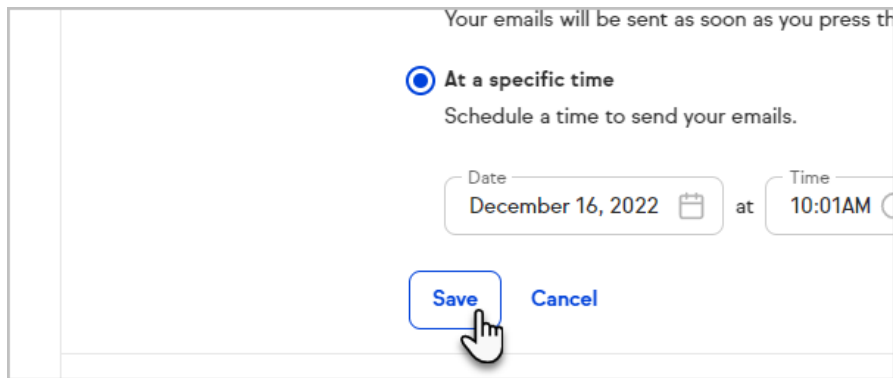 Your emails will be sent as soon as you press
At a specific time
Schedule a time to send your emails.
Date
Time
December 16, 2022
at
10:01AM
Save
Cancel